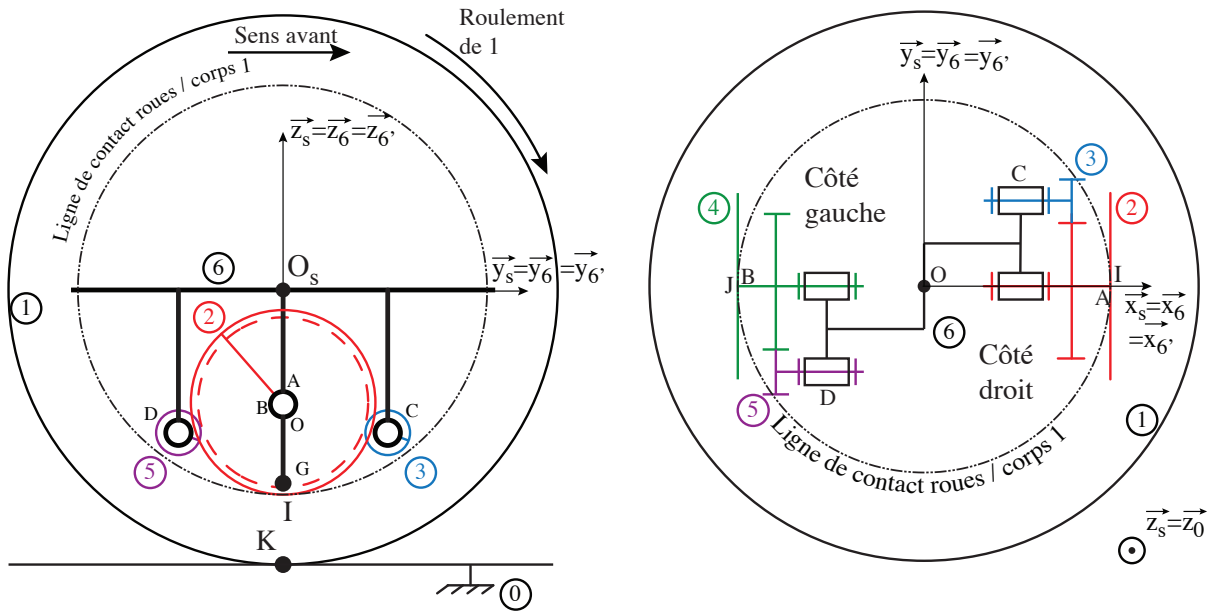 Sens avant
Roulement
de 1
Ligne de contact roues / corps 1
z_s=z_6=z_6'
6
O_s
y_s=y_6=y_6'
1
2
A
B
O
D
C
5
G
3
I
K
0
y_s=y_6=y_6'
3
C
Côté
gauche
4
2
J B
O
I
A
x_s=x_6
=x_6'
6
Côté
droit
5
D
1
Ligne de contact roues / corps 1
z_s=z_0